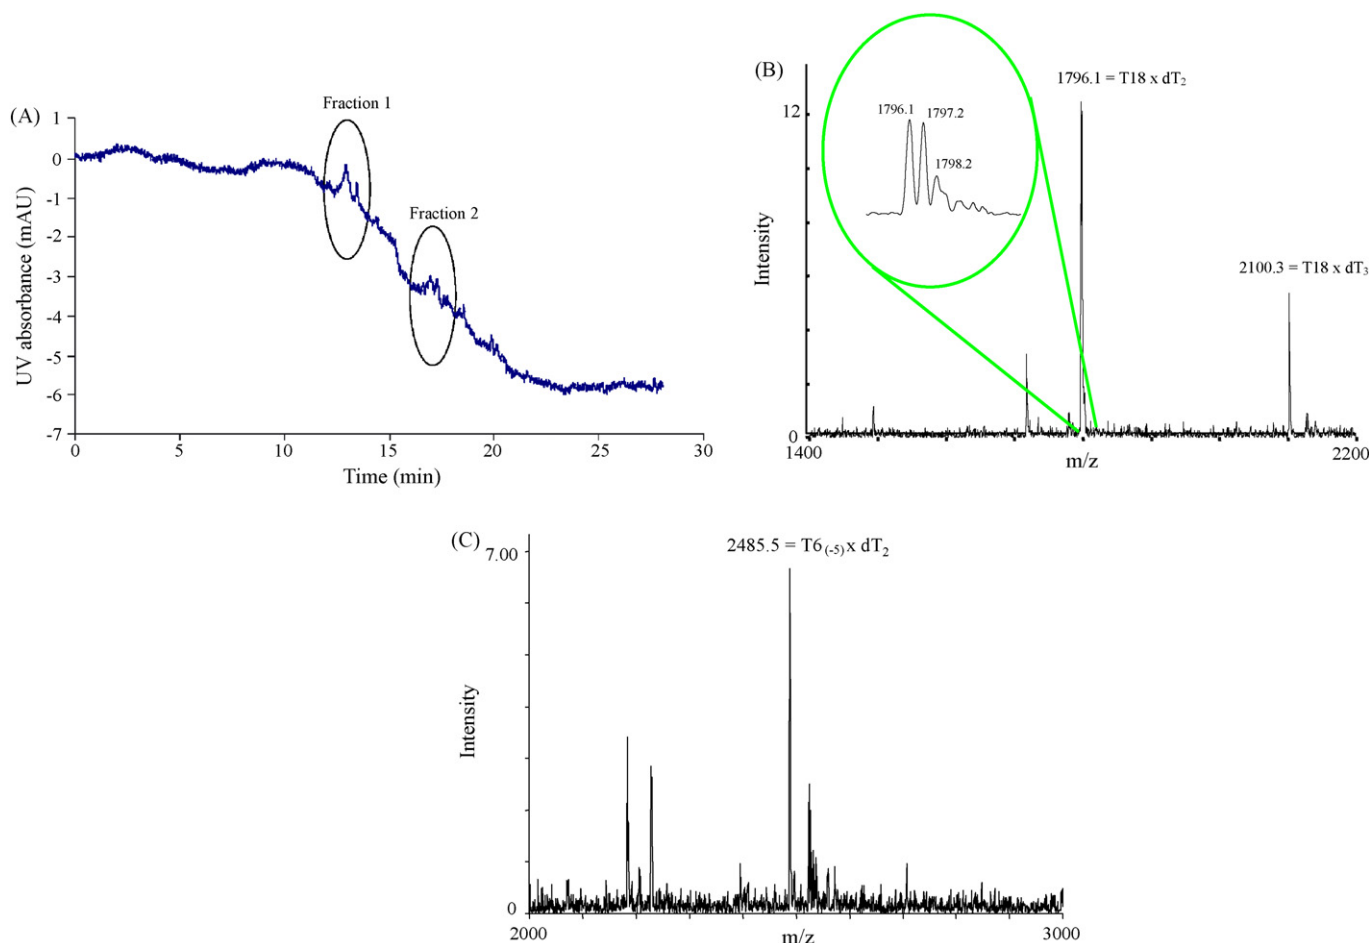 (A)
Fraction 1
Fraction 2
UV absorbance (mAU)
1
0
-1
-2
-3
-4
-5
-6
-7
0
5
10
15
20
25
30
Time (min)
(B)
1796.1 = T18 x dT₂
1796.1
1797.2
1798.2
2100.3 = T18 x dT₃
Intensity
12
0
1400
2200
m/z
(C)
2485.5 = T6₍₋₅₎ x dT₂
Intensity
7.00
0
2000
3000
m/z